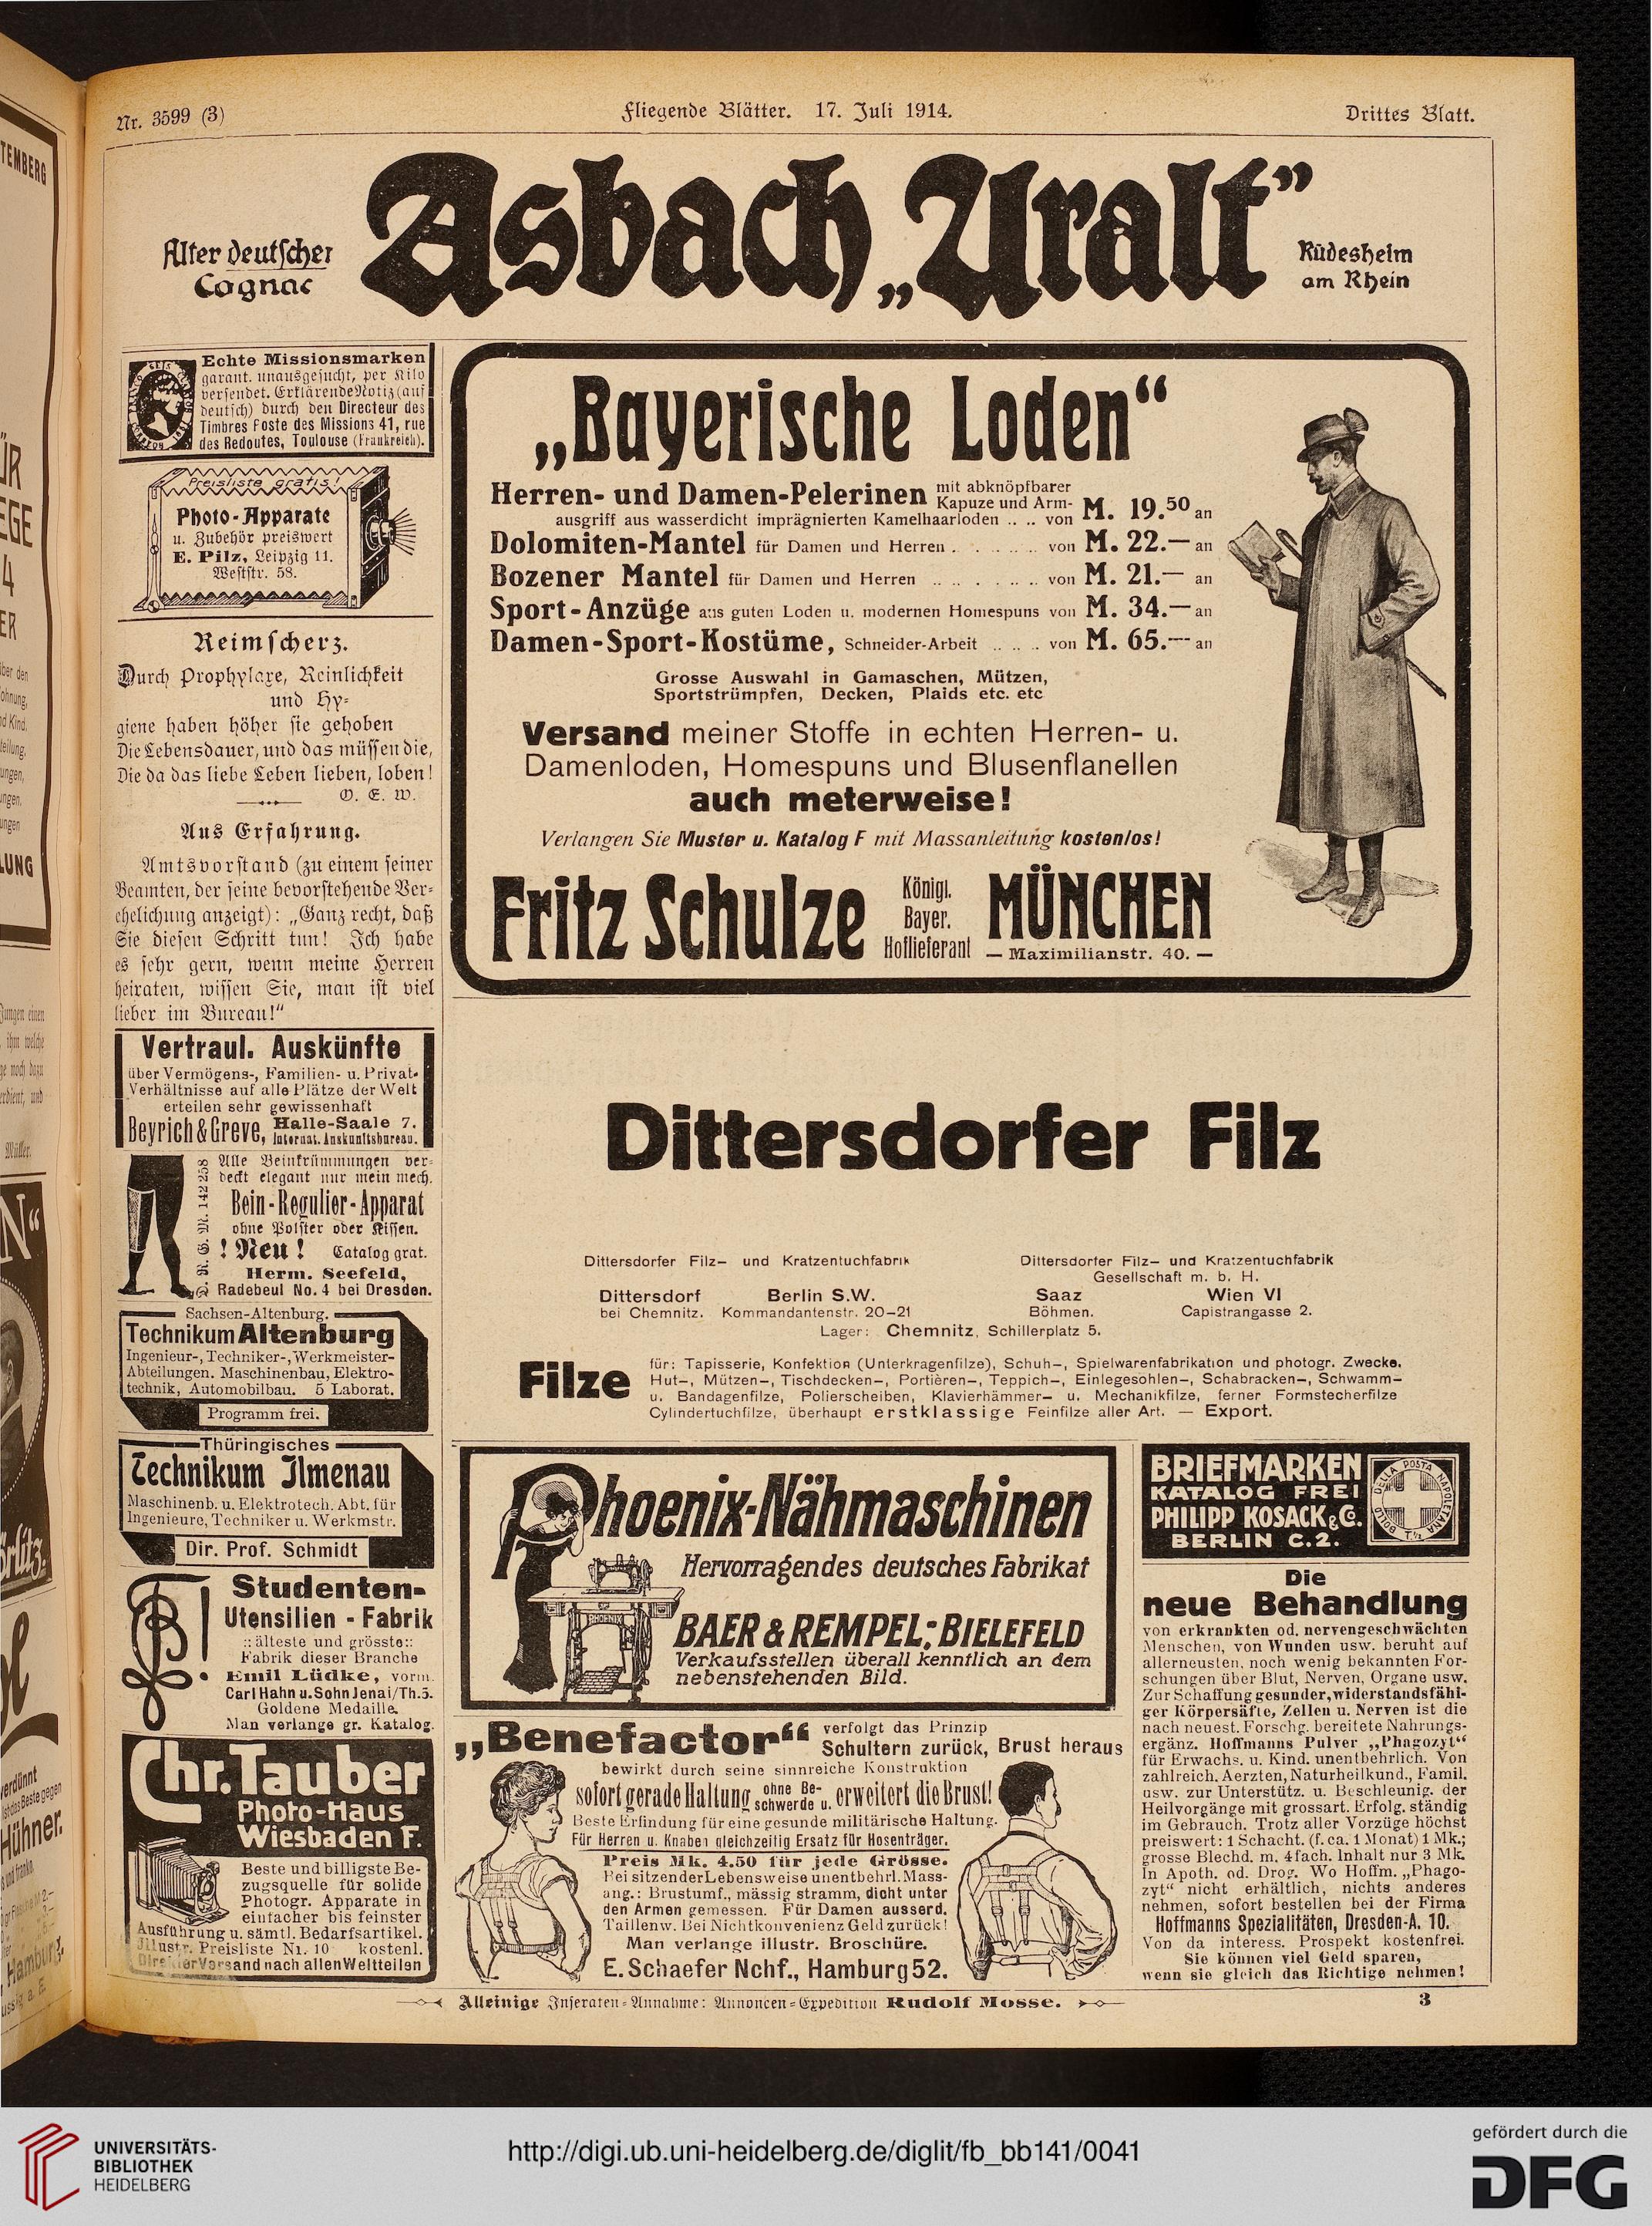 Nr. 3599 (3)
Fliegende Blätter. 17. Juli 1914.
Drittes Blatt.
Alter deutscher
Cognac
Asbach „Uralt”
Rüdesheim
am Rhein
Echte Missionsmarken
garant. unausgesucht, per Kilo
versendet. Erklärende Notiz (auf
deutsch) durch den Directeur des
Timbres Poste des Missions 41, rue
des Redoutes, Toulouse (Frankreich).
Preisliste gratis!
Photo-Apparate
u. Zubehör preiswert
E. Pilz, Leipzig 11.
Weststr. 58.
Reimscherz.
Durch Prophylaxe, Reinlichkeit
und Hy-
giene haben höher sie gehoben
Die Lebensdauer, und das müssen die,
Die da das liebe Leben lieben, loben!
O. E. W.
Aus Erfahrung.
Amtsvorstand (zu einem seiner
Beamten, der seine bevorstehende Ver-
ehelichung anzeigt): „Ganz recht, daß
Sie diesen Schritt tun! Ich habe
es sehr gern, wenn meine Herren
heiraten, wissen Sie, man ist viel
lieber im Bureau!“
Vertraul. Auskünfte
über Vermögens-, Familien- u. Privat-
Verhältnisse auf alle Plätze der Welt
erteilen sehr gewissenhaft
Beyrich & Greve, Halle-Saale 7.
Internat. Auskunftsbureau.
Alle Beinkrümmungen ver-
deckt elegant nur mein mech.
Bein-Regulier-Apparat
ohne Polster oder Kissen.
! Neu ! Catalog grat.
Herm. Seefeld,
Radebeul No. 4 bei Dresden.
D. R. G. M. 142 258
Sachsen-Altenburg.
Technikum Altenburg
Ingenieur-, Techniker-, Werkmeister-
Abteilungen. Maschinenbau, Elektro-
technik, Automobilbau. 5 Laborat.
Programm frei.
Thüringisches
Technikum Ilmenau
Maschinenb. u. Elektrotech. Abt. für
Ingenieure, Techniker u. Werkmstr.
Dir. Prof. Schmidt
Studenten-
Utensilien - Fabrik
:: älteste und grösste ::
Fabrik dieser Branche
Emil Lüdke, vorm.
Carl Hahn u. Sohn Jena i/Th. 5.
Goldene Medaille.
Man verlange gr. Katalog.
Chr. Tauber
Photo-Haus
Wiesbaden F.
Beste und billigste Be-
zugsquelle für solide
Photogr. Apparate in
einfacher bis feinster
Ausführung u. sämtl. Bedarfsartikel.
Illustr. Preisliste Nr. 10 kostenl.
Direkter Versand nach allen Weltteilen
„Bayerische Loden“
Herren- und Damen-Pelerinen mit abknöpfbarer
Kapuze und Arm-
ausgriff aus wasserdicht imprägnierten Kamelhaarloden .. .. von M. 19.50 an
Dolomiten-Mantel für Damen und Herren . . .. .. .. von M. 22.— an
Bozener Mantel für Damen und Herren .. .. . .. .. .. von M. 21.— an
Sport-Anzüge aus guten Loden u. modernen Homespuns von M. 34.— an
Damen-Sport-Kostüme, Schneider-Arbeit .. .. .. von M. 65.— an
Grosse Auswahl in Gamaschen, Mützen,
Sportstrümpfen, Decken, Plaids etc. etc
Versand meiner Stoffe in echten Herren- u.
Damenloden, Homespuns und Blusenflanellen
auch meterweise!
Verlangen Sie Muster u. Katalog F mit Massanleitung kostenlos!
Fritz Schulze
Königl.
Bayer.
Hoflieferant
MÜNCHEN
— Maximilianstr. 40. —
Dittersdorfer Filz
Dittersdorfer Filz- und Kratzentuchfabrik
Dittersdorf Berlin S.W.
bei Chemnitz. Kommandantenstr. 20-21
Dittersdorfer Filz- und Kratzentuchfabrik
Gesellschaft m. b. H.
Saaz Wien VI
Böhmen. Capistrangasse 2.
Lager: Chemnitz, Schillerplatz 5.
Filze
für: Tapisserie, Konfektion (Unterkragenfilze), Schuh-, Spielwarenfabrikation und photogr. Zwecke.
Hut-, Mützen-, Tischdecken-, Portièren-, Teppich-, Einlegesohlen-, Schabracken-, Schwamm-
u. Bandagenfilze, Polierscheiben, Klavierhämmer- u. Mechanikfilze, ferner Formstecherfilze
Cylindertuchfilze, überhaupt erstklassige Feinfilze aller Art. — Export.
Phoenix-Nähmaschinen
Hervorragendes deutsches Fabrikat
PHOENIX
BAER & REMPEL; BIELEFELD
Verkaufsstellen überall kenntlich an dem
nebenstehenden Bild.
„Benefactor“ verfolgt das Prinzip
Schultern zurück, Brust heraus
bewirkt durch seine sinnreiche Konstruktion
sofort gerade Haltung ohne Be-
schwerde u. erweitert die Brust!
Beste Erfindung für eine gesunde militärische Haltung.
Für Herren u. Knaben gleichzeitig Ersatz für Hosenträger.
Preis Mk. 4.50 für jede Grösse.
Bei sitzender Lebensweise unentbehrl. Mass-
ang.: Brustumf., mässig stramm, dicht unter
den Armen gemessen. Für Damen ausserd.
Taillenw. Bei Nichtkonvenienz Geld zurück!
Man verlange illustr. Broschüre.
E. Schaefer Nchf., Hamburg 52.
BRIEFMARKEN
KATALOG FREI
PHILIPP KOSACK & Co.
BERLIN C.2.
BOLLO DELLA POSTA NAPOLETANA
T. ½
Die
neue Behandlung
von erkrankten od. nervengeschwächten
Menschen, von Wunden usw. beruht auf
allerneusten, noch wenig bekannten For-
schungen über Blut, Nerven, Organe usw.
Zur Schaffung gesunder, widerstandsfähi-
ger Körpersäfte, Zellen u. Nerven ist die
nach neuest. Forschg. bereitete Nahrungs-
ergänz. Hoffmanns Pulver „Phagozyt“
für Erwachs. u. Kind. unentbehrlich. Von
zahlreich. Aerzten, Naturheilkund., Famil.
usw. zur Unterstütz. u. Beschleunig. der
Heilvorgänge mit grossart. Erfolg. ständig
im Gebrauch. Trotz aller Vorzüge höchst
preiswert: 1 Schacht. (f. ca. 1 Monat) 1 Mk.;
grosse Blechd. m. 4fach. Inhalt nur 3 Mk.
In Apoth. od. Drog. Wo Hoffm. „Phago-
zyt“ nicht erhältlich, nichts anderes
nehmen, sofort bestellen bei der Firma
Hoffmanns Spezialitäten, Dresden-A. 10.
Von da interess. Prospekt kostenfrei.
Sie können viel Geld sparen,
wenn sie gleich das Richtige nehmen!
Alleinige Inseraten-Annahme: Annoncen-Expedition Rudolf Mosse.
3
UNIVERSITÄTS-
BIBLIOTHEK
HEIDELBERG
http://digi.ub.uni-heidelberg.de/diglit/fb_bb141/0041
gefördert durch die
DFG